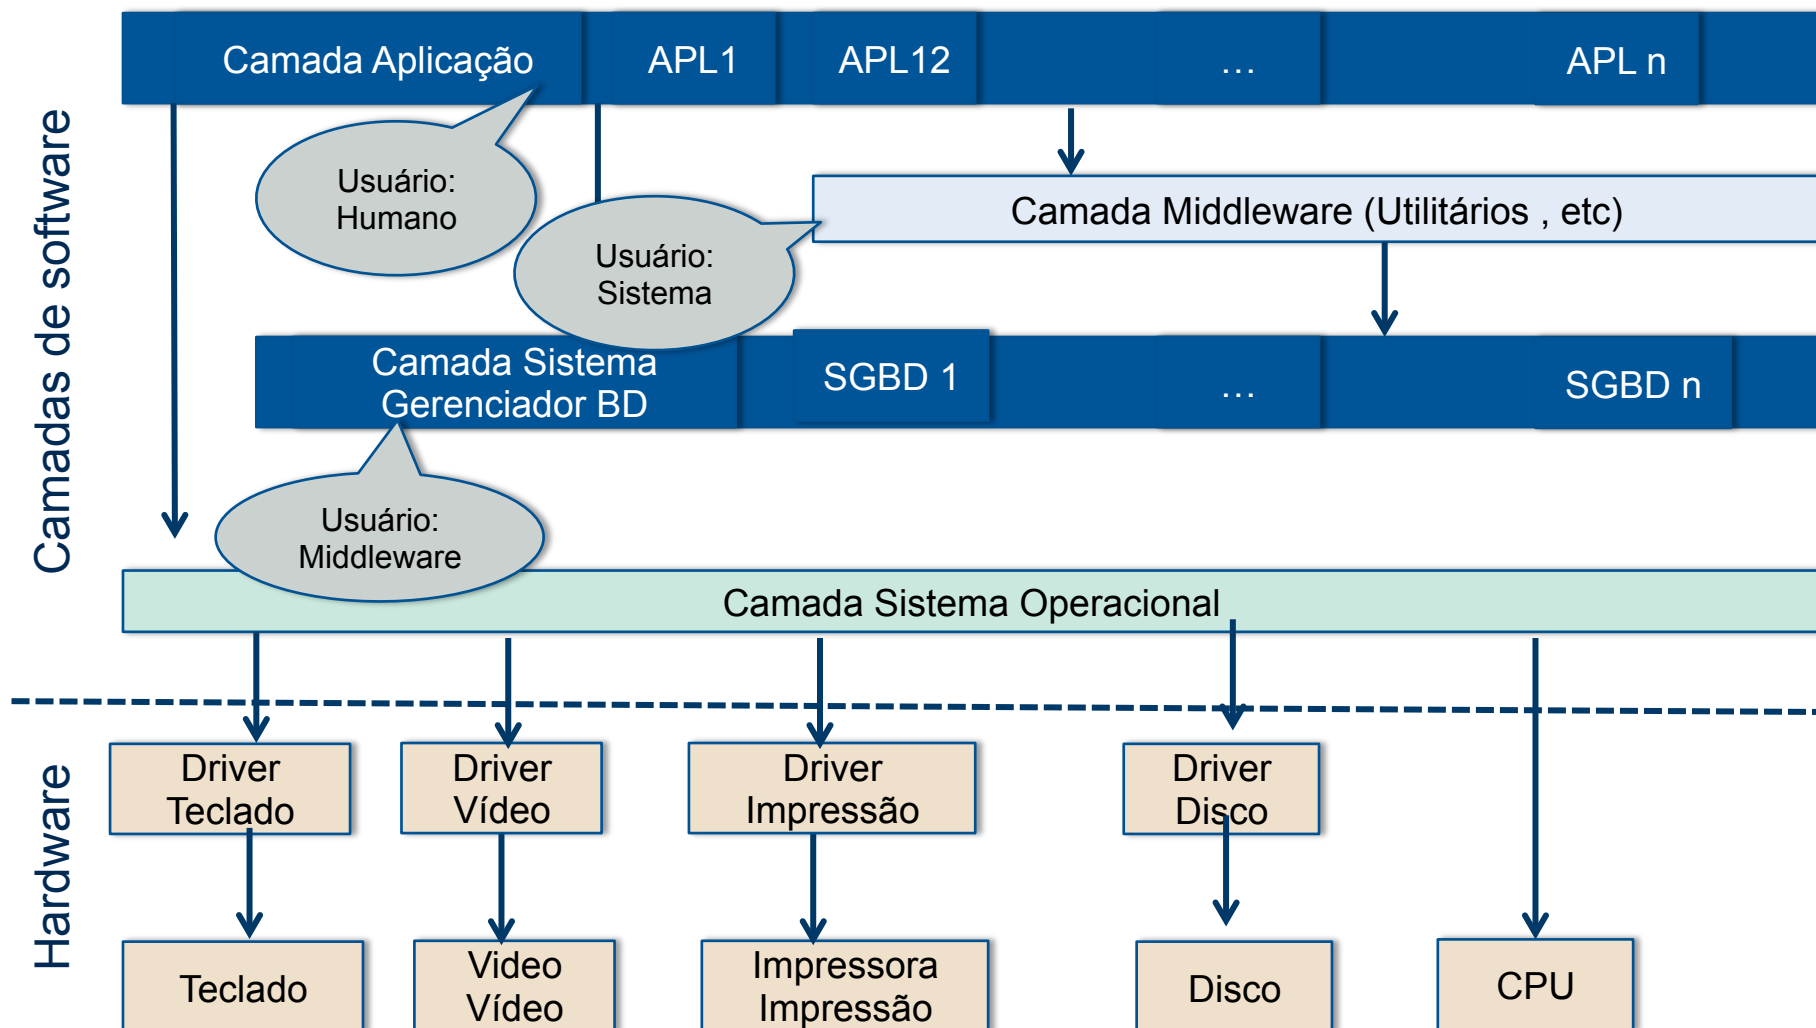 Camadas de software
Camada Aplicação
APL1
APL12
...
APL n
Usuário:
Humano
Usuário:
Sistema
Camada Middleware (Utilitários , etc)
Camada Sistema
Gerenciador BD
SGBD 1
...
SGBD n
Usuário:
Middleware
Camada Sistema Operacional
Hardware
Driver
Teclado
Driver
Vídeo
Driver
Impressão
Driver
Disco
Teclado
Video
Vídeo
Impressora
Impressão
Disco
CPU